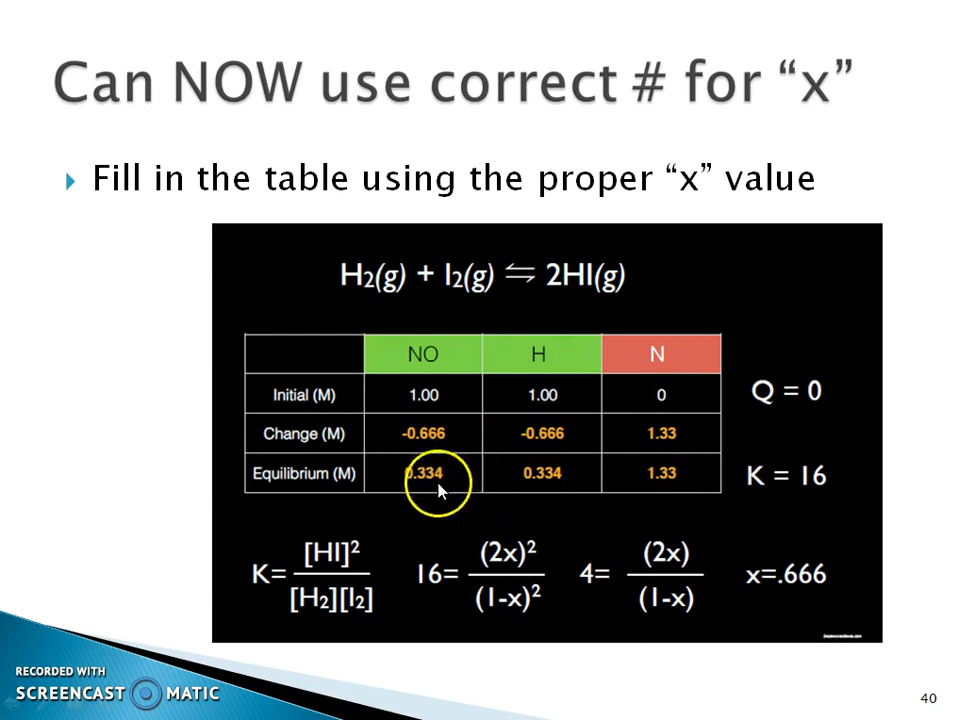 Can NOW use correct # for “x”
Fill in the table using the proper “x” value
H₂(g) + I₂(g) ⇋ 2HI(g)
NO H N
Initial (M) 1.00 1.00 0
Change (M) -0.666 -0.666 1.33
Equilibrium (M) 0.334 0.334 1.33
Q = 0
K = 16
K= [HI]² / [H₂][I₂] 16= (2x)² / (1-x)² 4= (2x) / (1-x) x=.666
RECORDED WITH
SCREENCAST MATIC
40